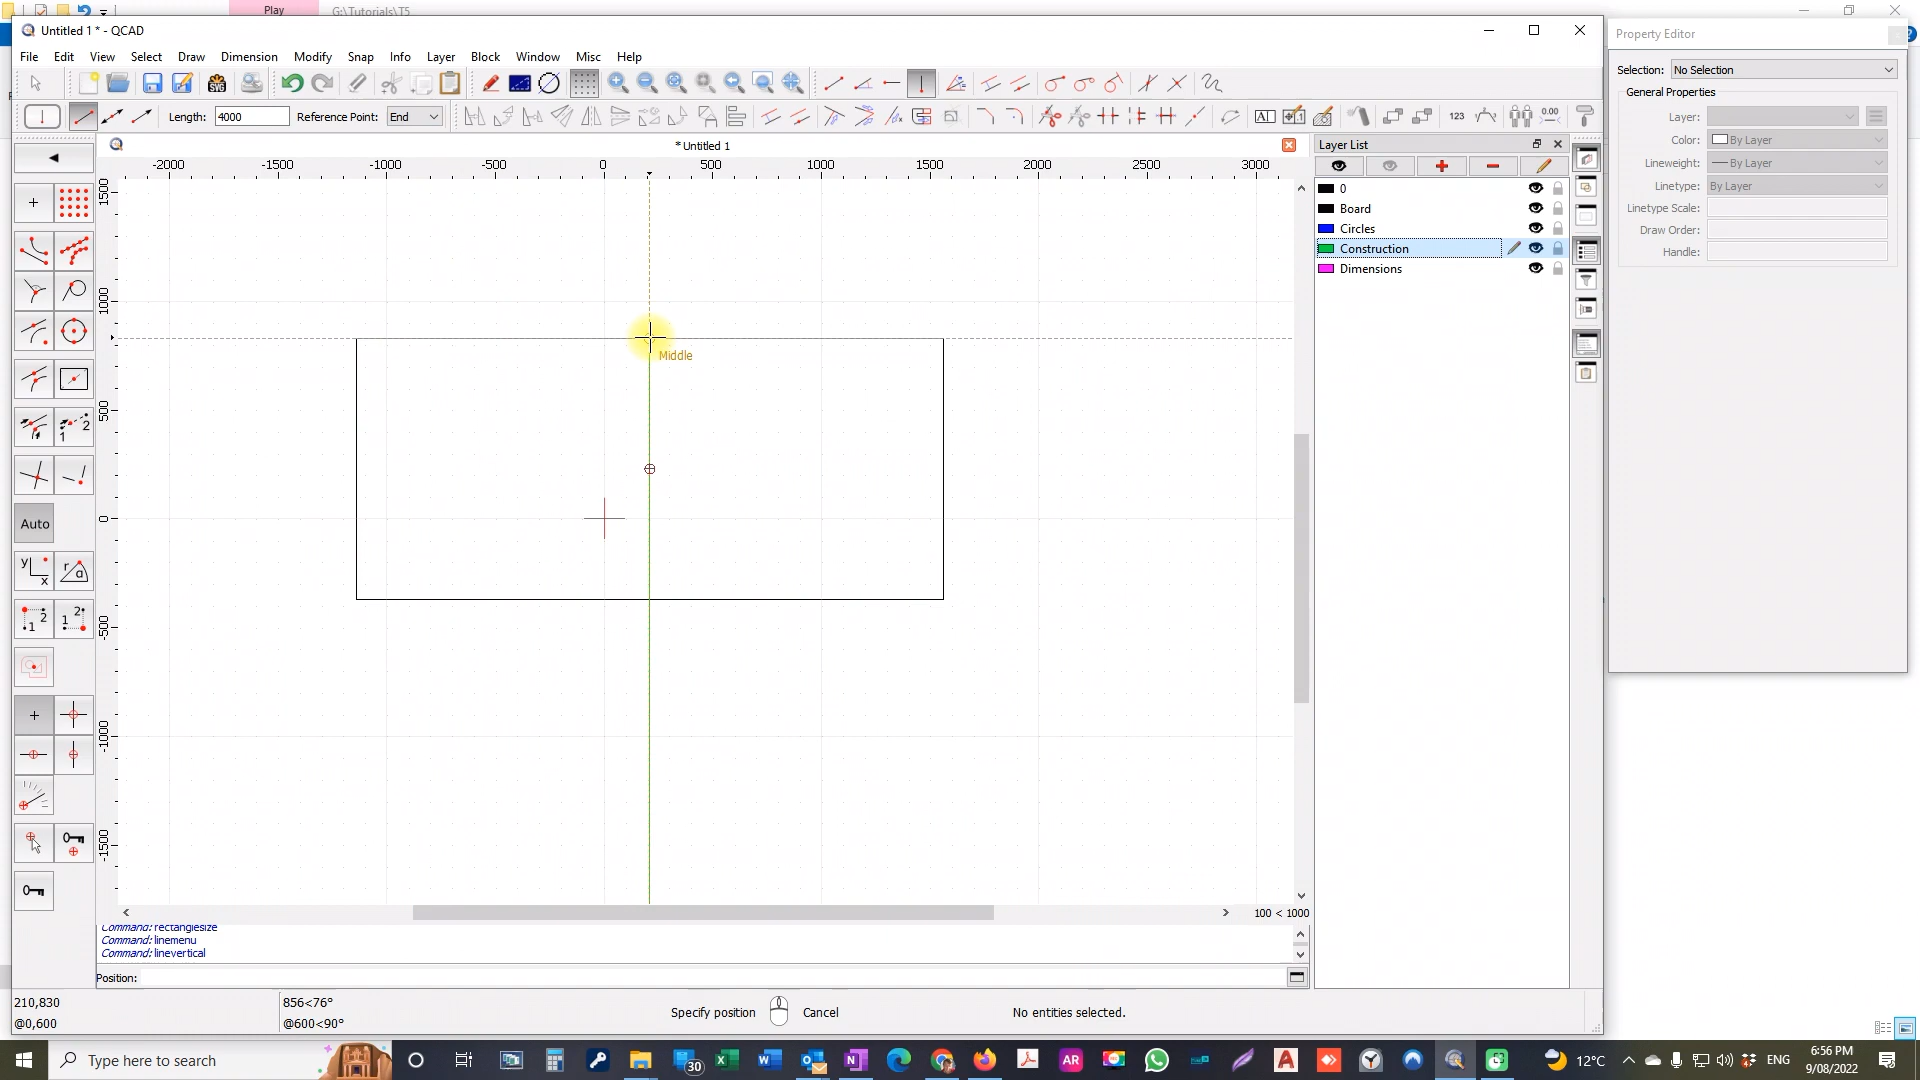 Play
G:\Tutorials\T5
Untitled 1 * - QCAD
Property Editor
File Edit View Select Draw Dimension Modify Snap Info Layer Block Window Misc Help
Selection: No Selection
General Properties
Length: 4000 Reference Point: End
123
0.00
Layer:
Color: By Layer
Lineweight: By Layer
Linetype: By Layer
Linetype Scale:
Draw Order:
Handle:
* Untitled 1
Layer List
-2000 -1500 -1000 -500 0 500 1000 1500 2000 2500 3000
1500
1000
500
0
-500
-1000
-1500
0
Board
Circles
Construction
Dimensions
Middle
Auto
100 < 1000
Command: rectanglesize
Command: linemenu
Command: linevertical
Position:
210,830
@0,600
856<76°
@600<90°
Specify position
Cancel
No entities selected.
Type here to search
30
AR
12°C
ENG
6:56 PM
9/08/2022